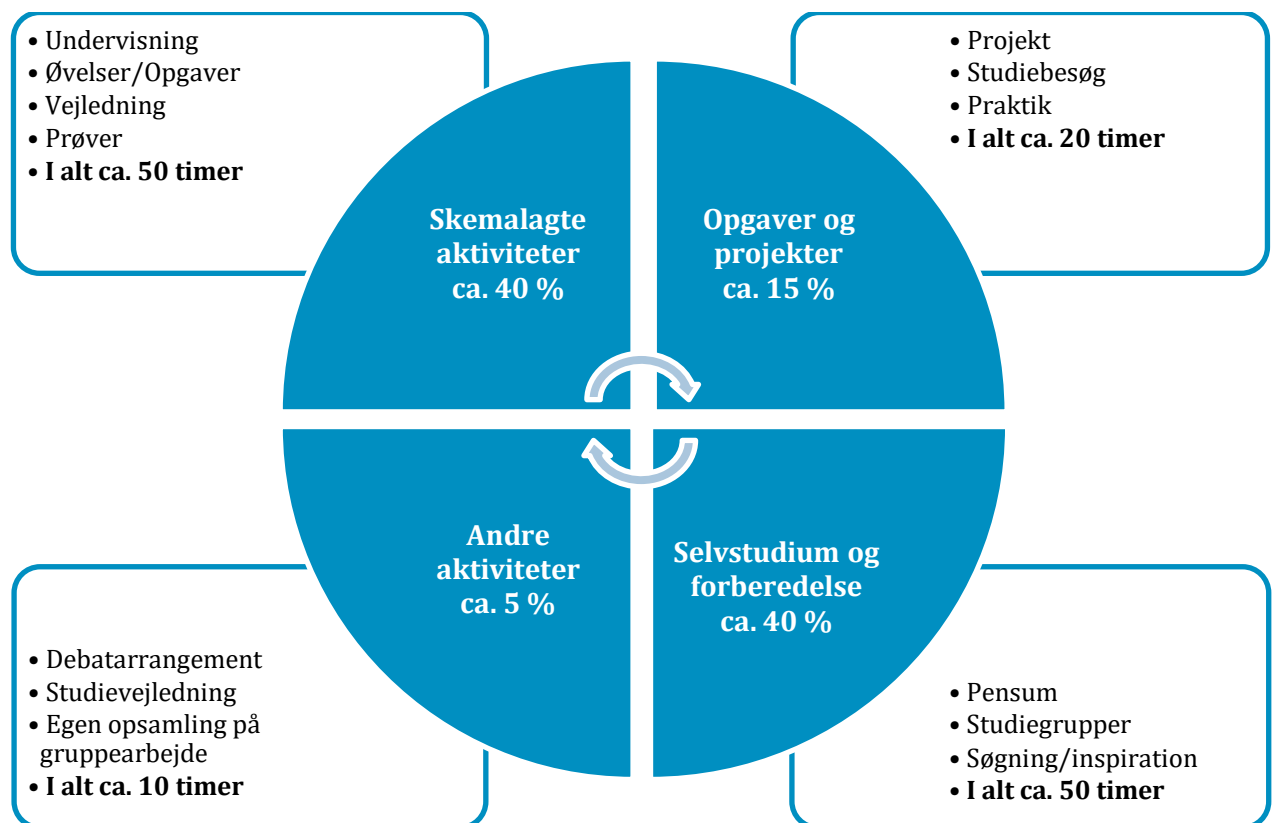 • Undervisning
• Øvelser/Opgaver
• Vejledning
• Prøver
• I alt ca. 50 timer
• Projekt
• Studiebesøg
• Praktik
• I alt ca. 20 timer
Skemalagte
aktiviteter
ca. 40 %
Opgaver og
projekter
ca. 15 %
Andre
aktiviteter
ca. 5 %
Selvstudium og
forberedelse
ca. 40 %
• Debatarrangement
• Studievejledning
• Egen opsamling på
gruppearbejde
• I alt ca. 10 timer
• Pensum
• Studiegrupper
• Søgning/inspiration
• I alt ca. 50 timer